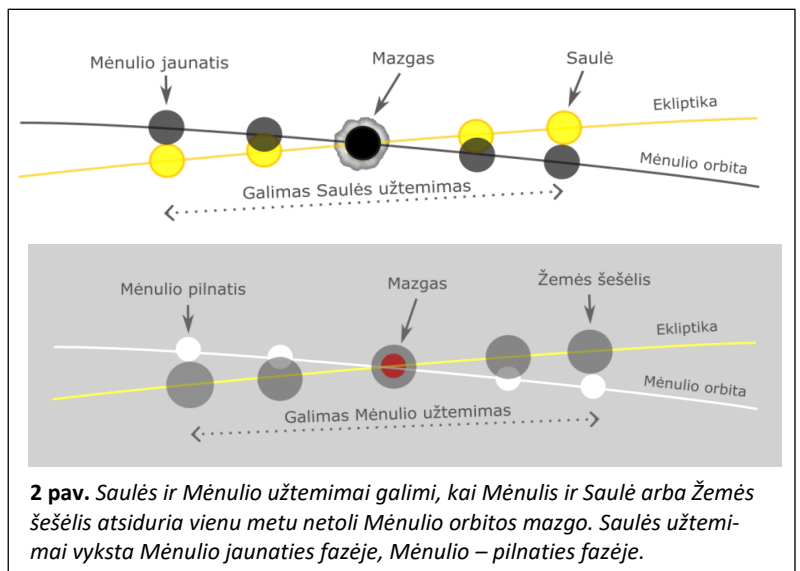 Mėnulio jaunatis
Mazgas
Saulė
Ekliptika
Mėnulio orbita
Galimas Saulės užtemimas
Mėnulio pilnatis
Mazgas
Žemės šešėlis
Ekliptika
Mėnulio orbita
Galimas Mėnulio užtemimas
2 pav. Saulės ir Mėnulio užtemimai galimi, kai Mėnulis ir Saulė arba Žemės
šešėlis atsiduria vienu metu netoli Mėnulio orbitos mazgo. Saulės užtemi-
mai vyksta Mėnulio jaunaties fazėje, Mėnulio – pilnaties fazėje.